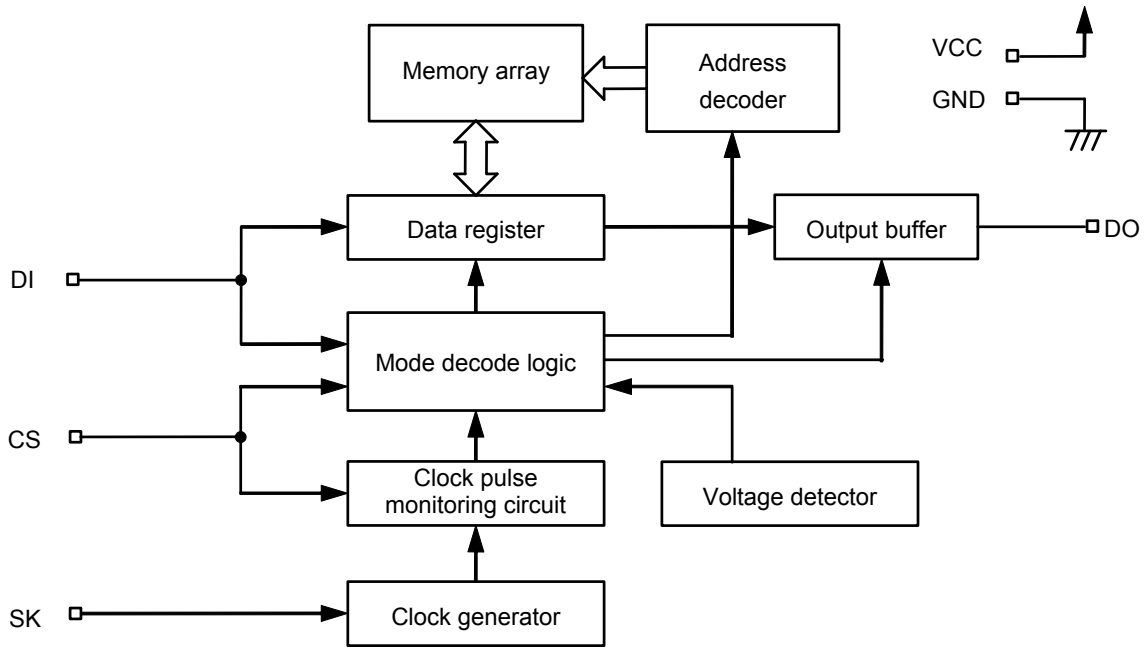 Memory array
Address
decoder
VCC
GND
Data register
Output buffer
DO
DI
Mode decode logic
CS
Clock pulse
monitoring circuit
Voltage detector
SK
Clock generator